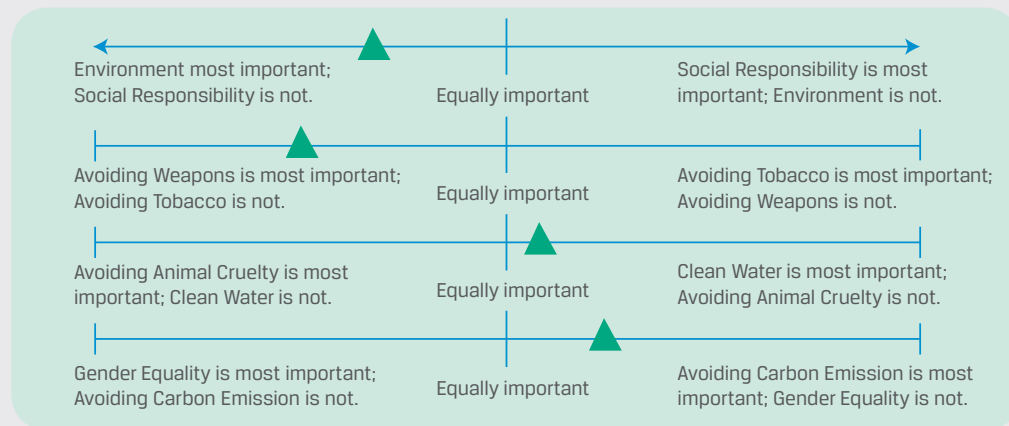 Environment most important;
Social Responsibility is not.
Equally important
Social Responsibility is most
important; Environment is not.
Avoiding Weapons is most important;
Avoiding Tobacco is not.
Equally important
Avoiding Tobacco is most important;
Avoiding Weapons is not.
Avoiding Animal Cruelty is most
important; Clean Water is not.
Equally important
Clean Water is most important;
Avoiding Animal Cruelty is not.
Gender Equality is most important;
Avoiding Carbon Emission is not.
Equally important
Avoiding Carbon Emission is most
important; Gender Equality is not.